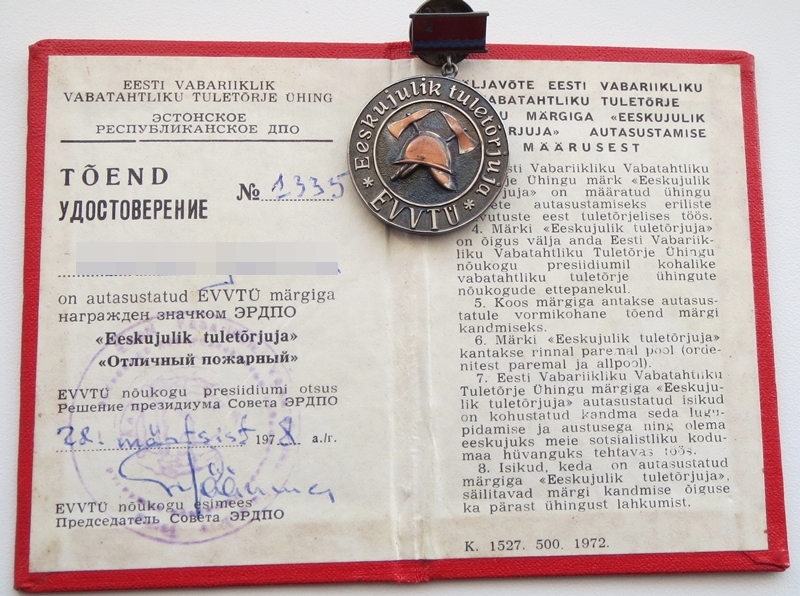 EESTI VABARIIKLIK
VABATAHTLIKU TULETÕRJE ÜHING
ЭСТОНСКОЕ
РЕСПУБЛИКАНСКОЕ ДПО
TÕEND
УДОСТОВЕРЕНИЕ
№ 1335
on autasustatud EVVTÜ märgiga
награжден значком ЭРДПО
«Eeskujulik tuletõrjuja»
«Отличный пожарный»
EVVTÜ nõukogu presiidiumi otsus
Решение президиума Совета ЭРДПО
28. märtsist 1978 a./г.
EVVTÜ nõukogu esimees
Председатель Совета ЭРДПО
Eeskujulik tuletõrjuja
EVVTÜ
ÄLJAVÕTE EESTI VABARIIKLIKU
VABATAHTLIKU TULETÕRJE
U MÄRGIGA «EESKUJULIK
RJUJA» AUTASUSTAMISE
MÄÄRUSEST
esti Vabariikliku Vabatahtliku
rje Ühingu märk «Eeskujulik
rjuja» on määratud ühingu
ete autasustamiseks eriliste
vutuste eest tuletõrjelises töös.
4. Märki «Eeskujulik tuletõrjuja»
on õigus välja anda Eesti Vabariik-
liku Vabatahtliku Tuletõrje Ühingu
nõukogu presiidiumil kohalike
vabatahtliku tuletõrje ühingute
nõukogude ettepanekul.
5. Koos märgiga antakse autasus-
tatule vormikohane tõend märgi
kandmiseks.
6. Märki «Eeskujulik tuletõrjuja»
kantakse rinnal paremal pool (orde-
nitest paremal ja allpool).
7. Eesti Vabariikliku Vabatahtliku
Tuletõrje Ühingu märgiga «Eeskuju-
lik tuletõrjuja» autasustatud isikud
on kohustatud kandma seda lugu-
pidamise ja austusega ning olema
eeskujuks meie sotsialistliku kodu-
maa hüvanguks tehtavas töös.
8. Isikud, keda on autasustatud
märgiga «Eeskujulik tuletõrjuja»,
säilitavad märgi kandmise õiguse
ka pärast ühingust lahkumist.
K. 1527. 500. 1972.